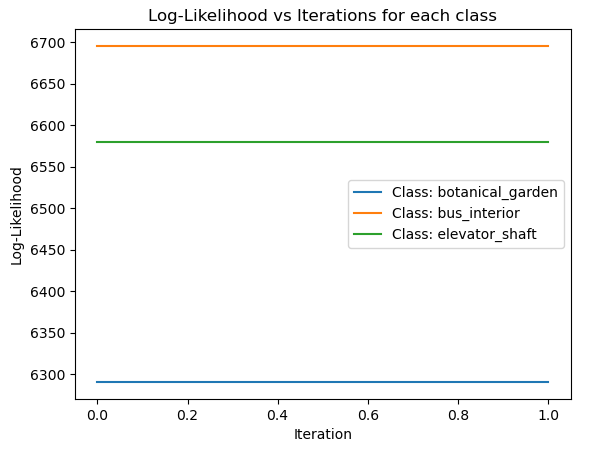 Log-Likelihood vs Iterations for each class
6700
6650
6600
6550
6500
6450
6400
6350
6300
Log-Likelihood
Class: botanical_garden
Class: bus_interior
Class: elevator_shaft
0.0 0.2 0.4 0.6 0.8 1.0
Iteration